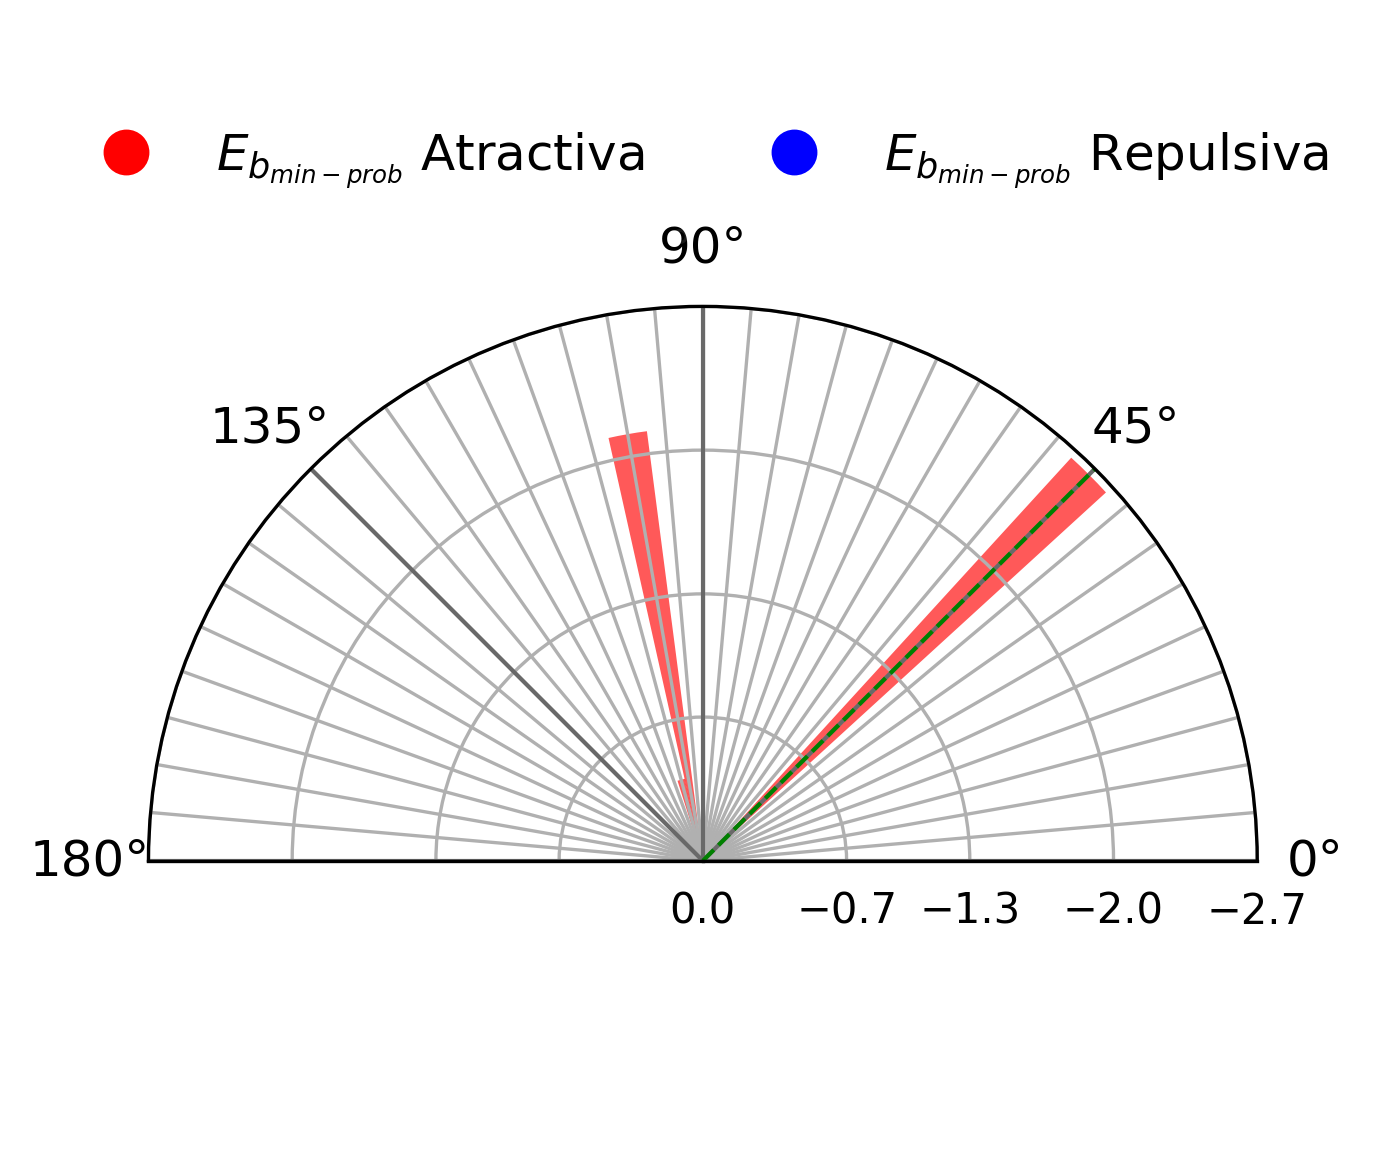 E_{b_{min-prob}} Atractiva E_{b_{min-prob}} Repulsiva
90°
135° 45°
180° 0°
0.0 −0.7 −1.3 −2.0 −2.7